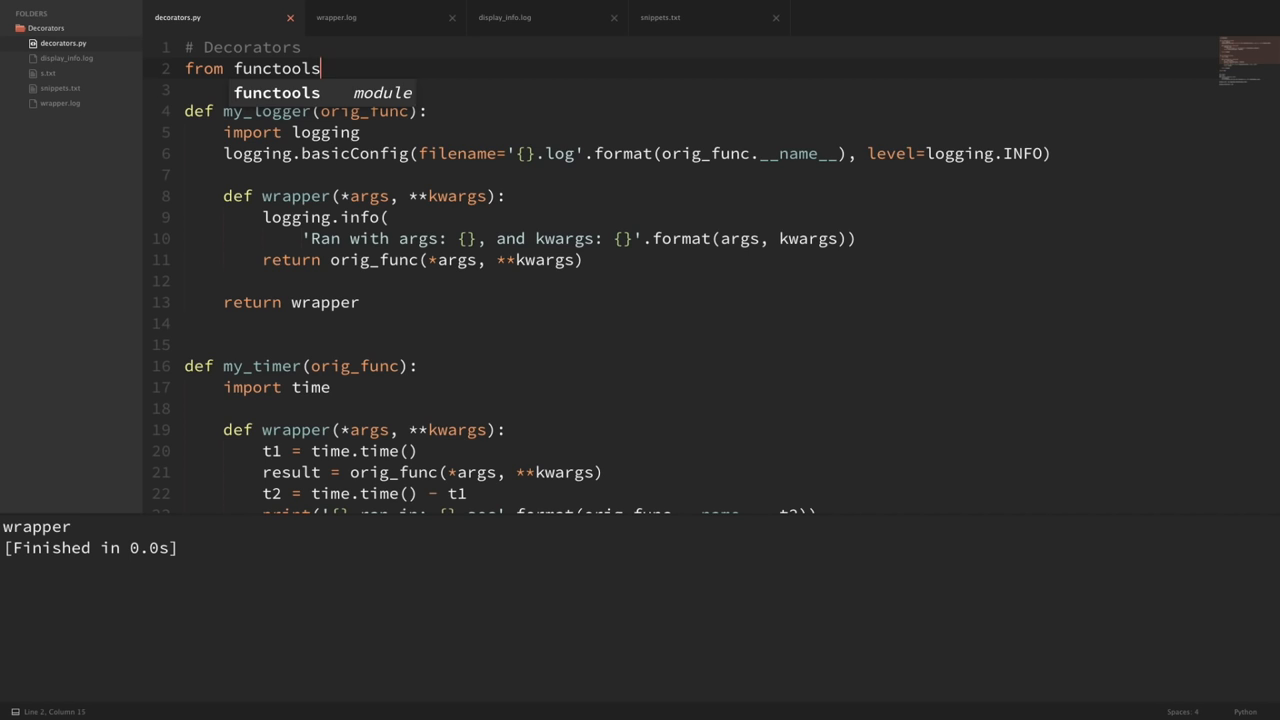 FOLDERS
Decorators
decorators.py
display_info.log
s.txt
snippets.txt
wrapper.log
decorators.py
wrapper.log
display_info.log
snippets.txt
1 # Decorators
2 from functools
3
functools module
4 def my_logger(orig_func):
5     import logging
6     logging.basicConfig(filename='{}.log'.format(orig_func.__name__), level=logging.INFO)
7
8     def wrapper(*args, **kwargs):
9         logging.info(
10             'Ran with args: {}, and kwargs: {}'.format(args, kwargs))
11         return orig_func(*args, **kwargs)
12
13     return wrapper
14
15
16 def my_timer(orig_func):
17     import time
18
19     def wrapper(*args, **kwargs):
20         t1 = time.time()
21         result = orig_func(*args, **kwargs)
22         t2 = time.time() - t1
wrapper
[Finished in 0.0s]
Line 2, Column 15
Spaces: 4
Python